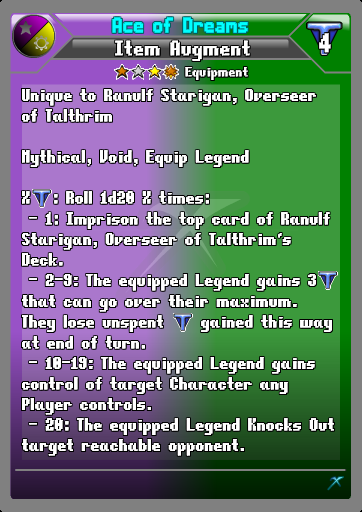 Ace of Dreams
Item Augment
4
Equipment
Unique to Ranulf Starigan, Overseer
of Talthrim
Mythical, Void, Equip Legend
X : Roll 1d20 X times:
- 1: Imprison the top card of Ranulf
Starigan, Overseer of Talthrim's
Deck.
- 2-9: The equipped Legend gains 3
that can go over their maximum.
They lose unspent gained this way
at end of turn.
- 10-19: The equipped Legend gains
control of target Character any
Player controls.
- 20: The equipped Legend Knocks Out
target reachable opponent.